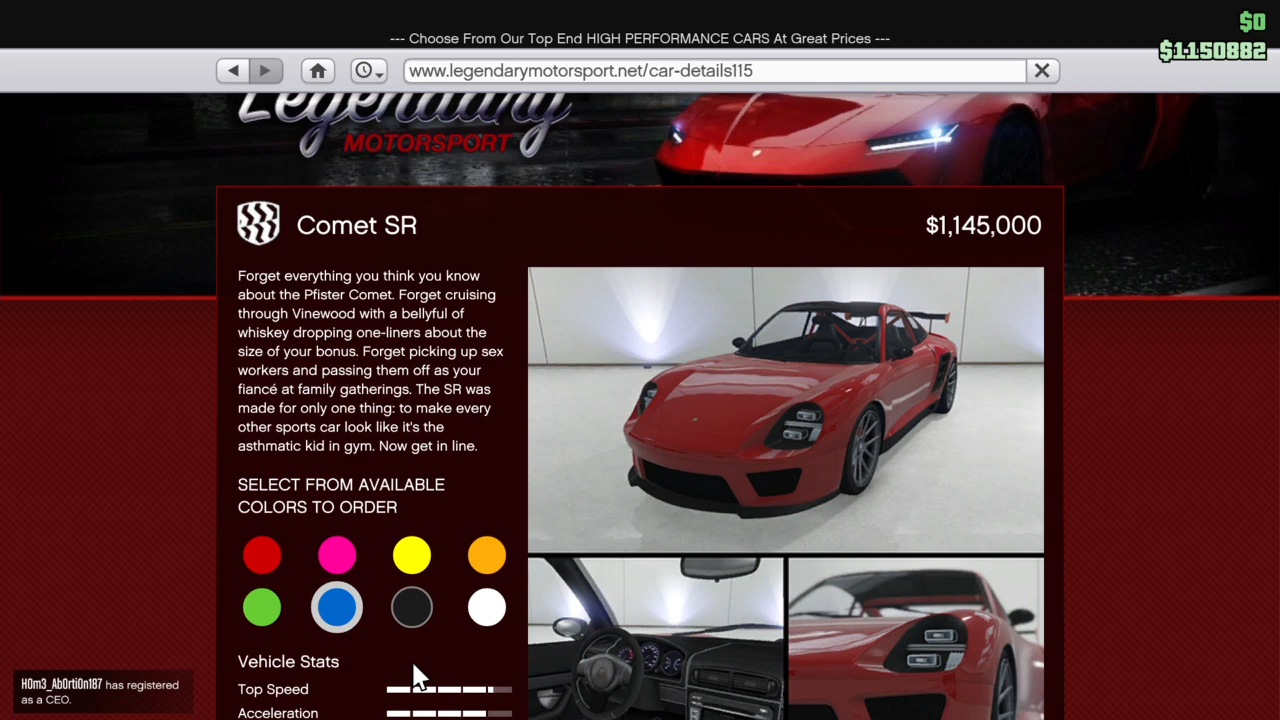 $0
--- Choose From Our Top End HIGH PERFORMANCE CARS At Great Prices ---
$1150882
www.legendarymotorsport.net/car-details115
Legendary
MOTORSPORT
Comet SR
$1,145,000
Forget everything you think you know
about the Pfister Comet. Forget cruising
through Vinewood with a bellyful of
whiskey dropping one-liners about the
size of your bonus. Forget picking up sex
workers and passing them off as your
fiancé at family gatherings. The SR was
made for only one thing: to make every
other sports car look like it's the
asthmatic kid in gym. Now get in line.
SELECT FROM AVAILABLE
COLORS TO ORDER
Vehicle Stats
Top Speed
Acceleration
H0m3_Ab0rti0n187 has registered
as a CEO.